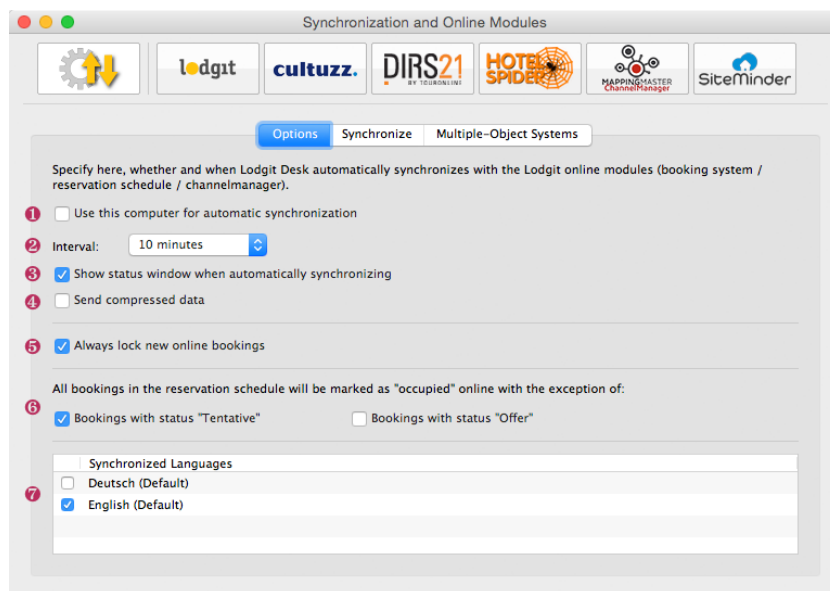 Synchronization and Online Modules
lodgit
cultuzz.
DIRS21
BY TOURONLINE
HOTEL
SPIDER
MAPPINGMASTER
ChannelManager
SiteMinder
Options Synchronize Multiple-Object Systems
Specify here, whether and when Lodgit Desk automatically synchronizes with the Lodgit online modules (booking system /
reservation schedule / channelmanager).
1 Use this computer for automatic synchronization
2 Interval: 10 minutes
3 Show status window when automatically synchronizing
4 Send compressed data
5 Always lock new online bookings
All bookings in the reservation schedule will be marked as "occupied" online with the exception of:
6 Bookings with status "Tentative" Bookings with status "Offer"
Synchronized Languages
Deutsch (Default)
7 English (Default)